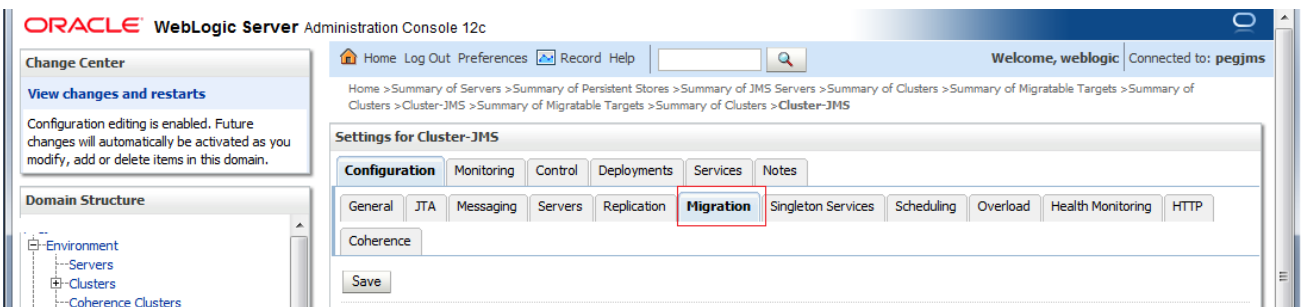 ORACLE WebLogic Server Administration Console 12c
Change Center
View changes and restarts
Configuration editing is enabled. Future
changes will automatically be activated as you
modify, add or delete items in this domain.
Domain Structure
Environment
Servers
Clusters
Coherence Clusters
Home Log Out Preferences Record Help
Welcome, weblogic Connected to: pegjms
Home >Summary of Servers >Summary of Persistent Stores >Summary of JMS Servers >Summary of Clusters >Summary of Migratable Targets >Summary of
Clusters >Cluster-JMS >Summary of Migratable Targets >Summary of Clusters >Cluster-JMS
Settings for Cluster-JMS
Configuration Monitoring Control Deployments Services Notes
General JTA Messaging Servers Replication Migration Singleton Services Scheduling Overload Health Monitoring HTTP
Coherence
Save